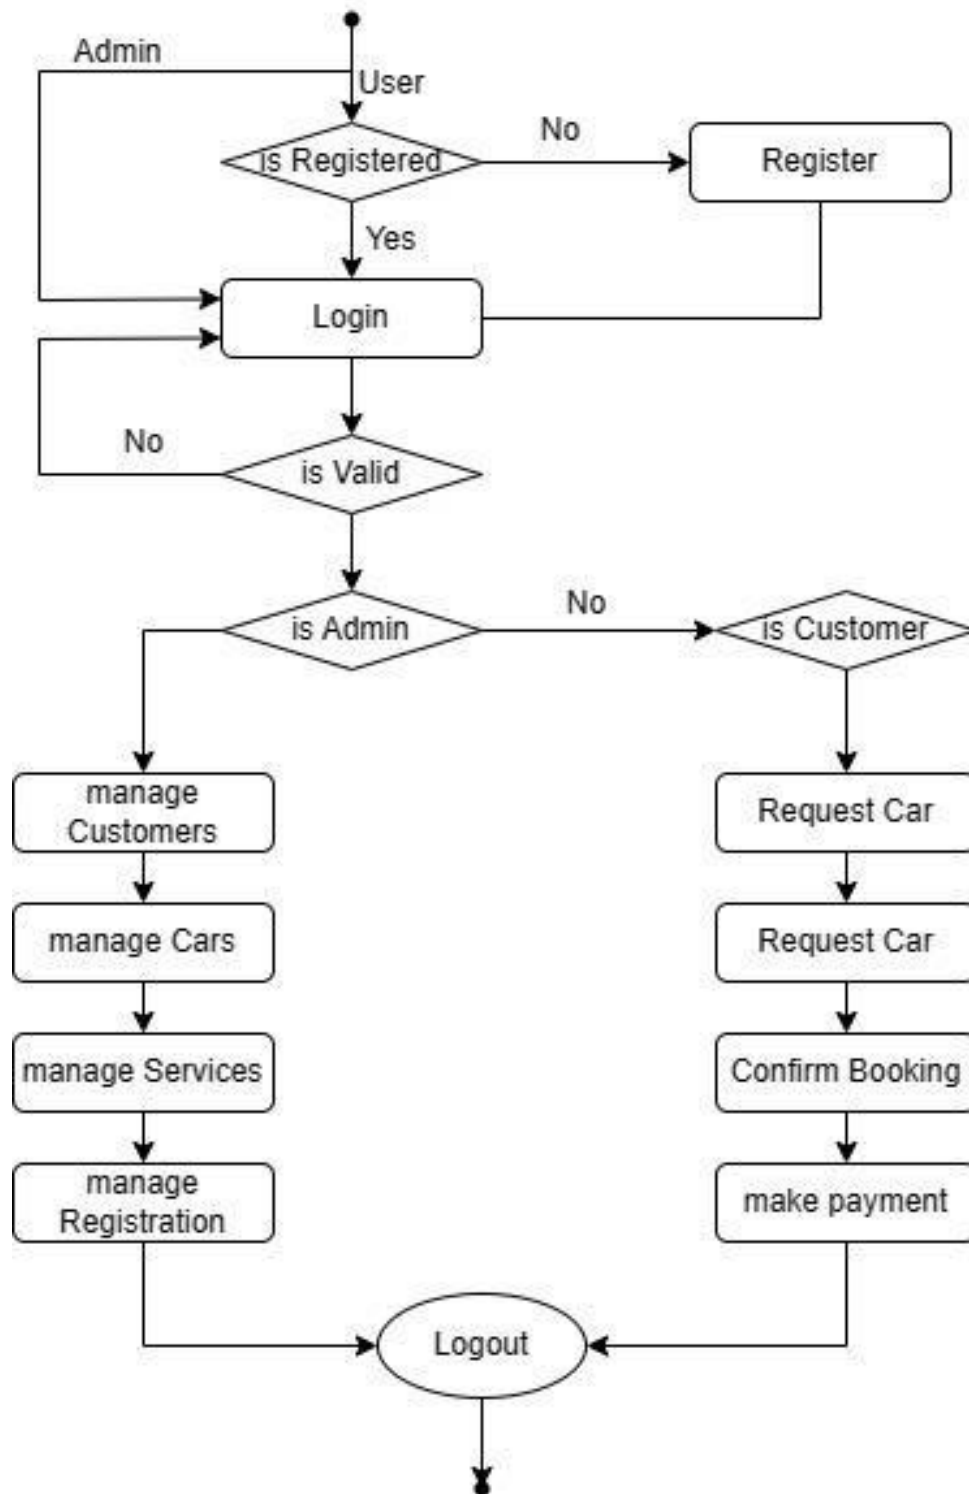 Admin
User
is Registered
No
Register
Yes
Login
No
is Valid
is Admin
No
is Customer
manage
Customers
Request Car
manage Cars
Request Car
manage Services
Confirm Booking
manage
Registration
make payment
Logout